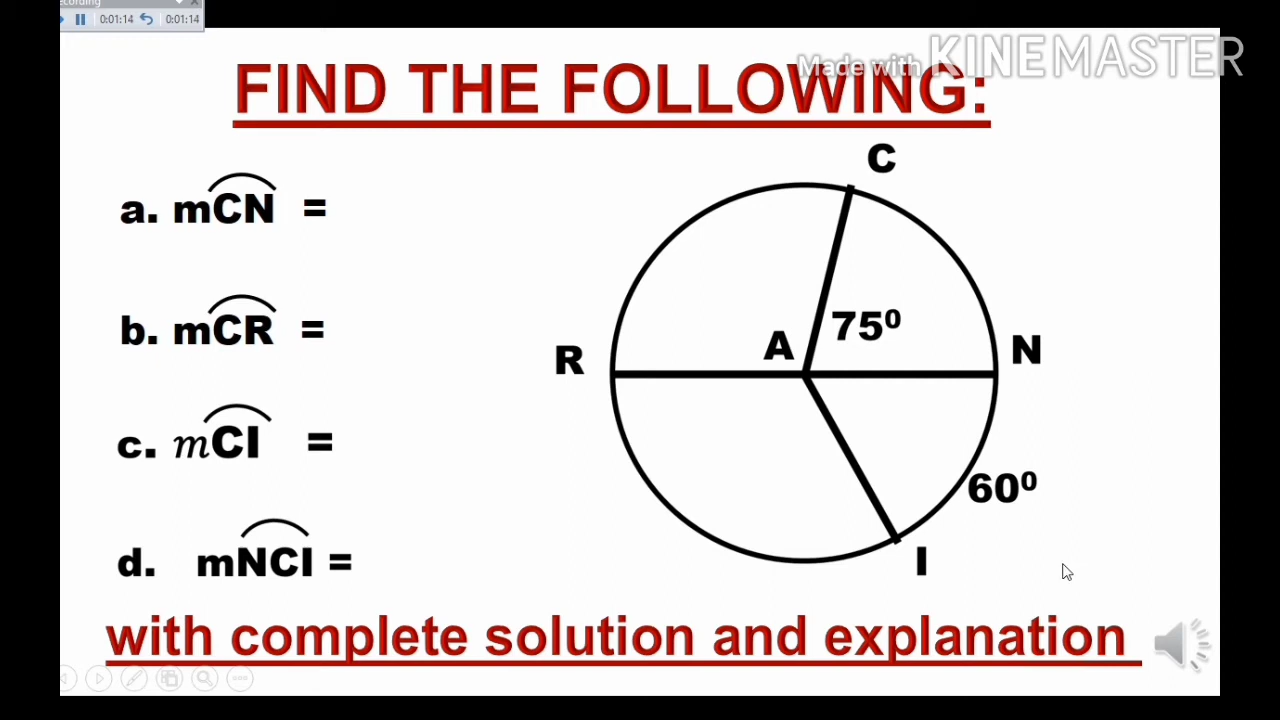 ecording
0:01:14 0:01:14
Made with KINEMASTER
FIND THE FOLLOWING:
a. mCN =
b. mCR =
c. mCI =
d. mNCI =
C
75⁰
A
R
N
60⁰
I
with complete solution and explanation